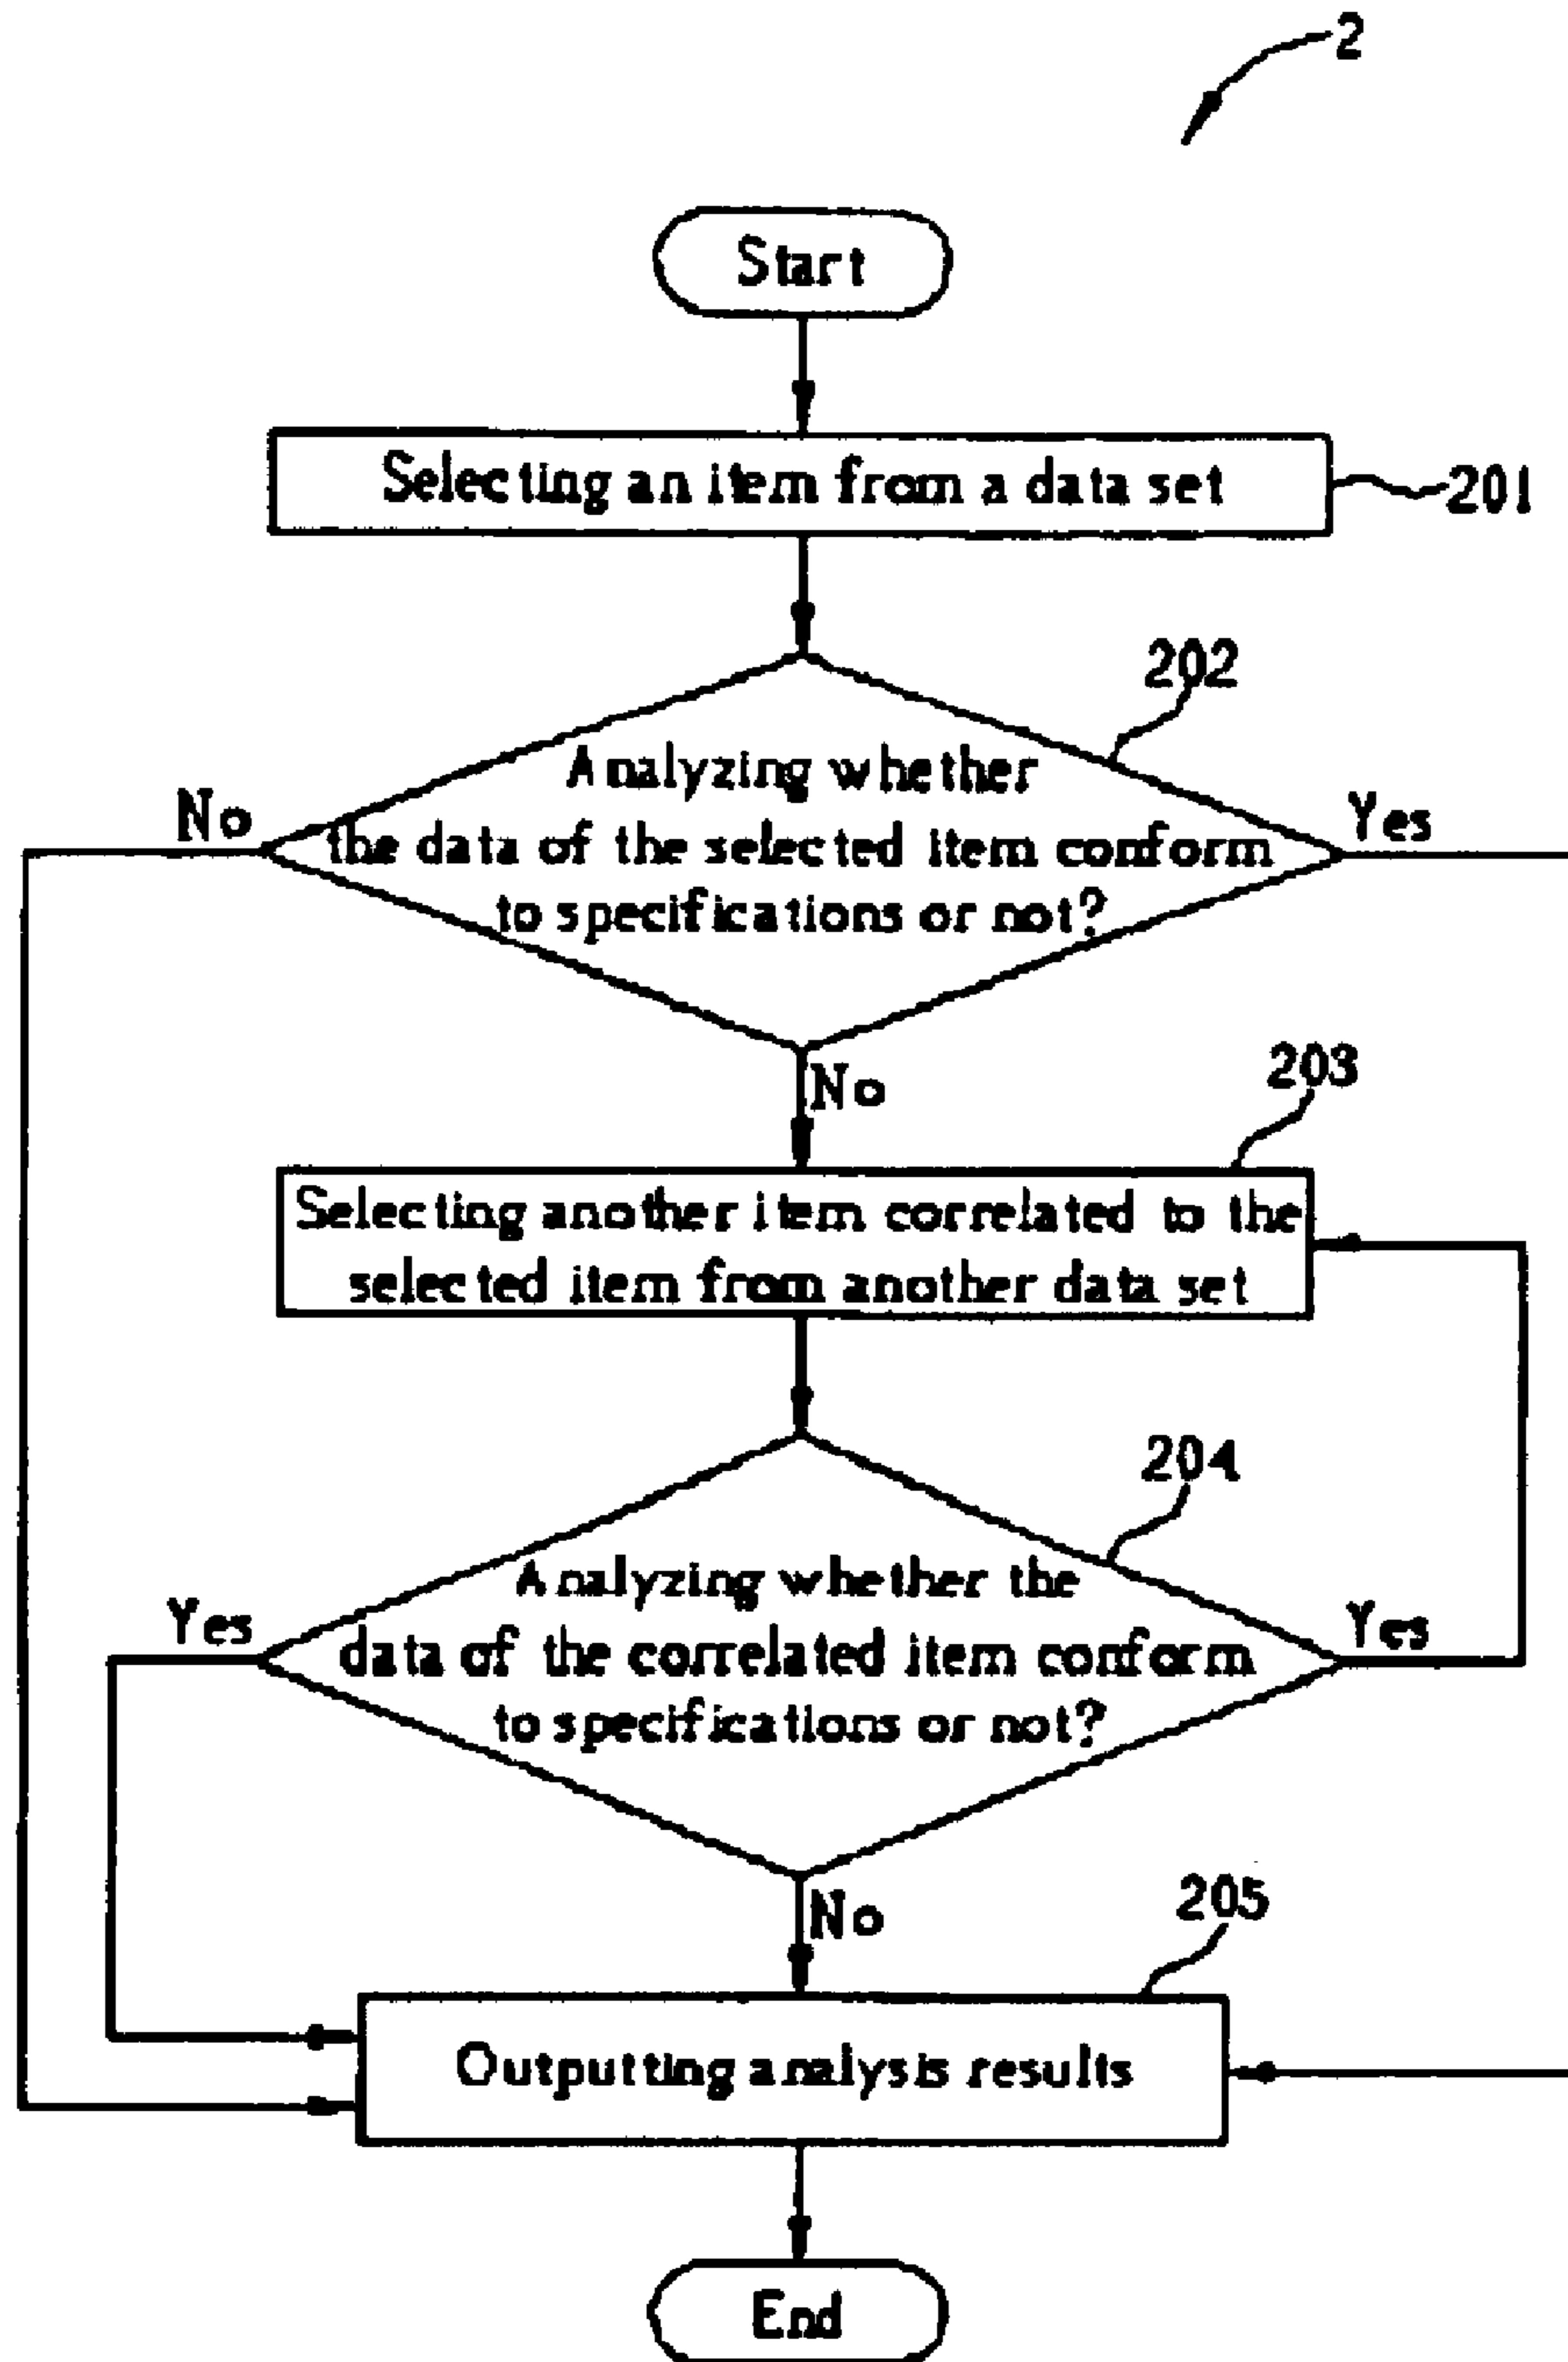 2
Start
Selecting an item from a data set
201
202
Analyzing whether
the data of the selected item conform
to specifications or not?
No
Yes
No
203
Selecting another item correlated to the
selected item from another data set
204
Analyzing whether the
data of the correlated item conform
to specifications or not?
Yes
Yes
No
205
Outputting analysis results
End